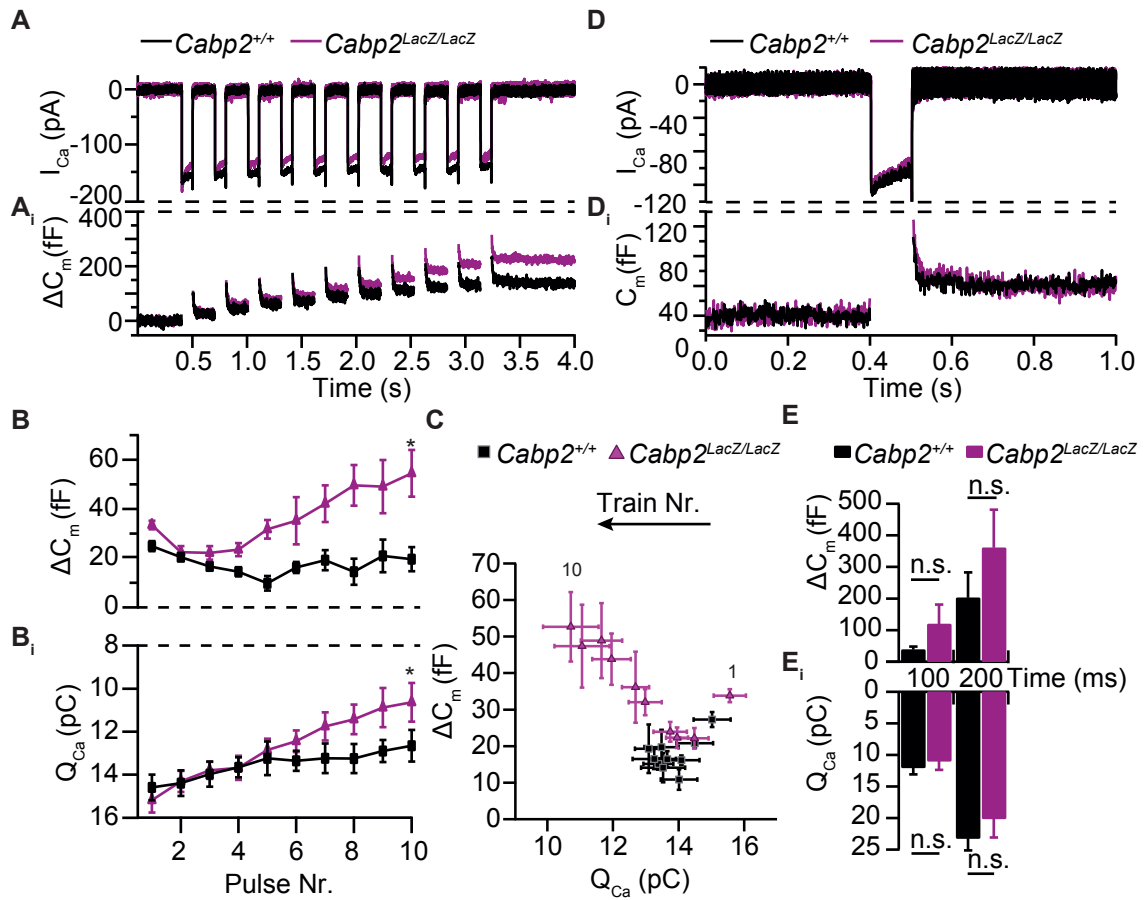 A
Cabp2+/+ Cabp2LacZ/LacZ
0
-100
-200
ICa (pA)
Ai
400
200
0
ΔCm (fF)
0.5 1.0 1.5 2.0 2.5 3.0 3.5 4.0
Time (s)
D
Cabp2+/+ Cabp2LacZ/LacZ
0
-40
-80
-120
ICa (pA)
Di
120
80
40
0
Cm (fF)
0.0 0.2 0.4 0.6 0.8 1.0
Time (s)
B
*
60
40
20
0
ΔCm (fF)
Bi
8
10
12
14
16
*
QCa (pC)
2 4 6 8 10
Pulse Nr.
C
Cabp2+/+ Cabp2LacZ/LacZ
Train Nr.
70
60
50
40
30
20
10
0
10
1
ΔCm (fF)
10 12 14 16
QCa (pC)
E
Cabp2+/+ Cabp2LacZ/LacZ
n.s.
n.s.
500
400
300
200
100
0
ΔCm (fF)
Ei
100 200 Time (ms)
0
5
10
15
20
25
QCa (pC)
n.s.
n.s.